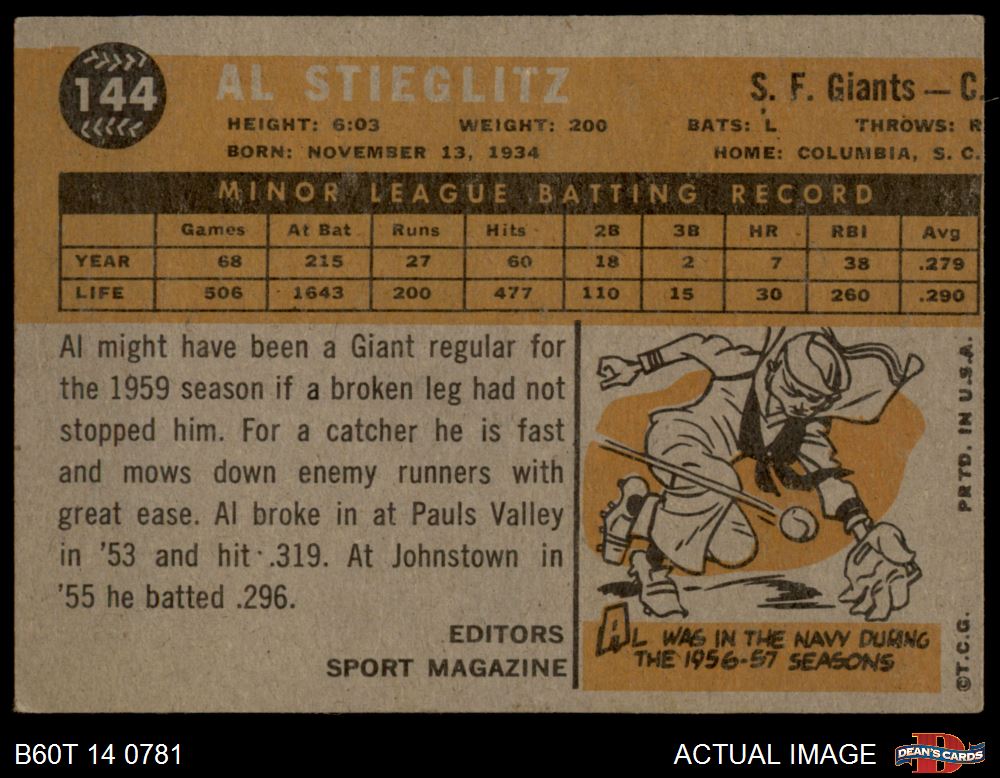 144
AL STIEGLITZ
S. F. Giants — C.
HEIGHT: 6:03 WEIGHT: 200 BATS: L THROWS: R
BORN: NOVEMBER 13, 1934 HOME: COLUMBIA, S. C.
MINOR LEAGUE BATTING RECORD
Games At Bat Runs Hits 2B 3B HR RBI Avg
YEAR 68 215 27 60 18 2 7 38 .279
LIFE 506 1643 200 477 110 15 30 260 .290
Al might have been a Giant regular for
the 1959 season if a broken leg had not
stopped him. For a catcher he is fast
and mows down enemy runners with
great ease. Al broke in at Pauls Valley
in '53 and hit .319. At Johnstown in
'55 he batted .296.
EDITORS
SPORT MAGAZINE
AL WAS IN THE NAVY DURING
THE 1956-57 SEASONS
PRTD. IN U.S.A.
©T.C.G.
B60T 14 0781
ACTUAL IMAGE
DEAN'S CARDS